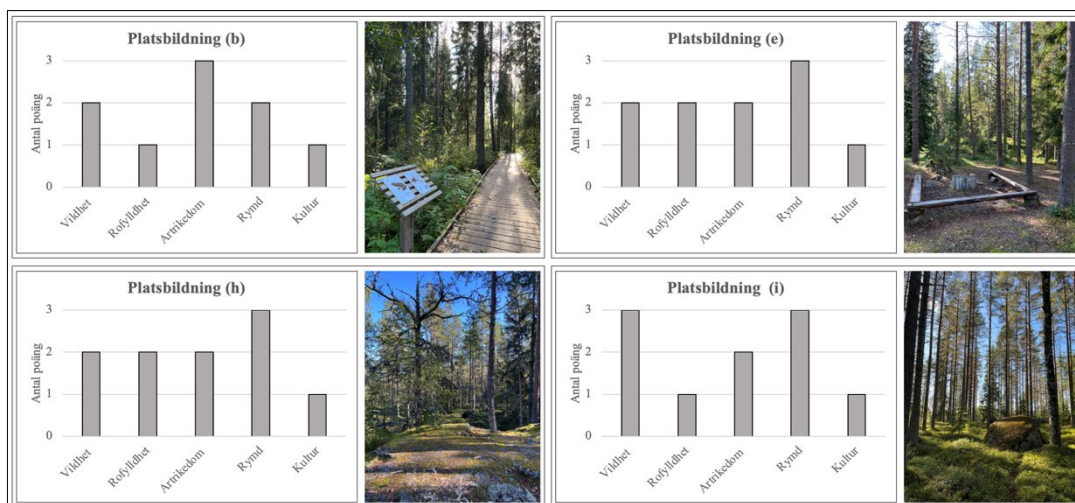 Platsbildning (b)
Antal poäng
3
2
1
0
Vildhet
Rofylldhet
Artrikedom
Rymd
Kultur
Platsbildning (e)
Antal poäng
3
2
1
0
Vildhet
Rofylldhet
Artrikedom
Rymd
Kultur
Platsbildning (h)
Antal poäng
3
2
1
0
Vildhet
Rofylldhet
Artrikedom
Rymd
Kultur
Platsbildning (i)
Antal poäng
3
2
1
0
Vildhet
Rofylldhet
Artrikedom
Rymd
Kultur